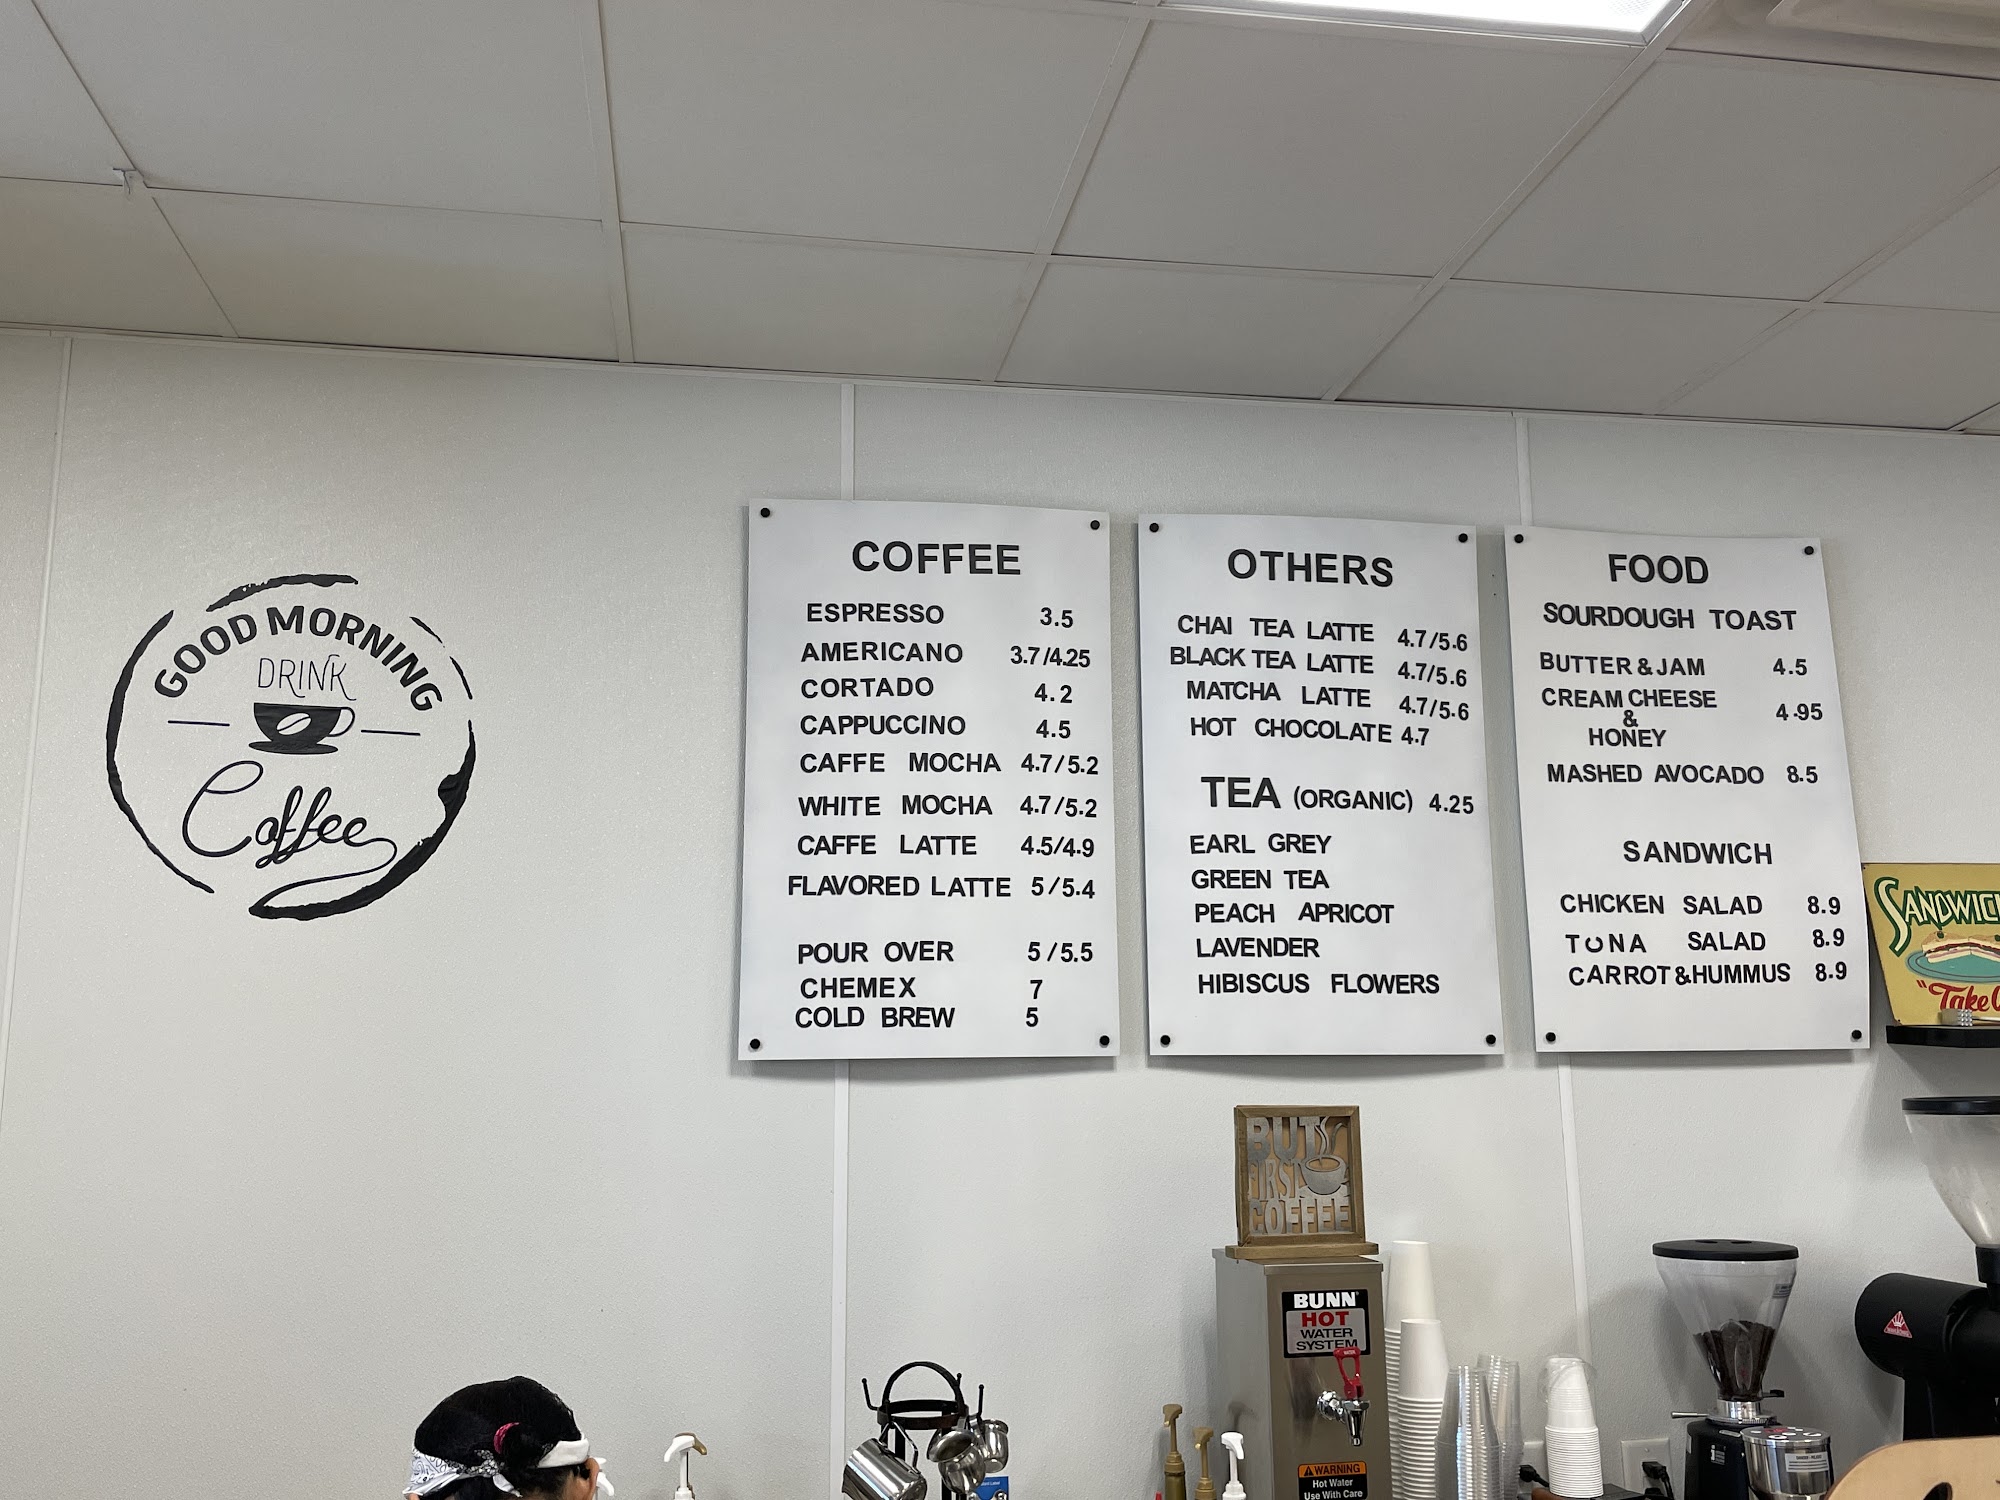 GOOD MORNING
DRINK
Coffee
COFFEE
ESPRESSO 3.5
AMERICANO 3.7/4.25
CORTADO 4.2
CAPPUCCINO 4.5
CAFFE MOCHA 4.7/5.2
WHITE MOCHA 4.7/5.2
CAFFE LATTE 4.5/4.9
FLAVORED LATTE 5/5.4
POUR OVER 5/5.5
CHEMEX 7
COLD BREW 5
OTHERS
CHAI TEA LATTE 4.7/5.6
BLACK TEA LATTE 4.7/5.6
MATCHA LATTE 4.7/5.6
HOT CHOCOLATE 4.7
TEA (ORGANIC) 4.25
EARL GREY
GREEN TEA
PEACH APRICOT
LAVENDER
HIBISCUS FLOWERS
FOOD
SOURDOUGH TOAST
BUTTER & JAM 4.5
CREAM CHEESE
& 4.95
HONEY
MASHED AVOCADO 8.5
SANDWICH
CHICKEN SALAD 8.9
TUNA SALAD 8.9
CARROT & HUMMUS 8.9
SANDWICH
"Take
BUT
FIRST
COFFEE
BUNN
HOT
WATER
SYSTEM
WARNING
Hot Water
Use With Care